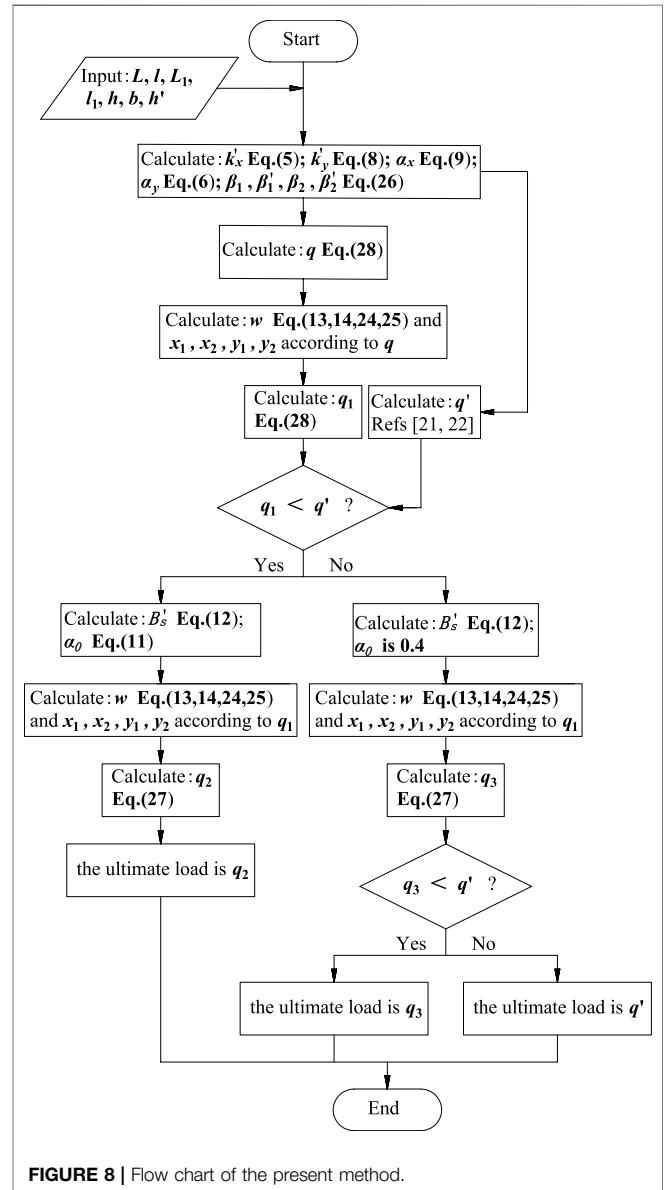 Start
Input: L, l, L₁,
l₁, h, b, h'
Calculate: k'ₓ Eq.(5); k'ᵧ Eq.(8); αₓ Eq.(9);
αᵧ Eq.(6); β₁ , β₁' , β₂ , β₂' Eq.(26)
Calculate: q Eq.(28)
Calculate: w Eq.(13,14,24,25) and
x₁ , x₂ , y₁ , y₂ according to q
Calculate: q₁
Eq.(28)
Calculate: q'
Refs [21, 22]
q₁ < q' ?
Yes
No
Calculate: Bₛ' Eq.(12);
α₀ Eq.(11)
Calculate: Bₛ' Eq.(12);
α₀ is 0.4
Calculate: w Eq.(13,14,24,25)
and x₁ , x₂ , y₁ , y₂ according to q₁
Calculate: w Eq.(13,14,24,25)
and x₁ , x₂ , y₁ , y₂ according to q₁
Calculate: q₂
Eq.(27)
Calculate: q₃
Eq.(27)
the ultimate load is q₂
q₃ < q' ?
Yes
No
the ultimate load is q₃
the ultimate load is q'
End
FIGURE 8 | Flow chart of the present method.